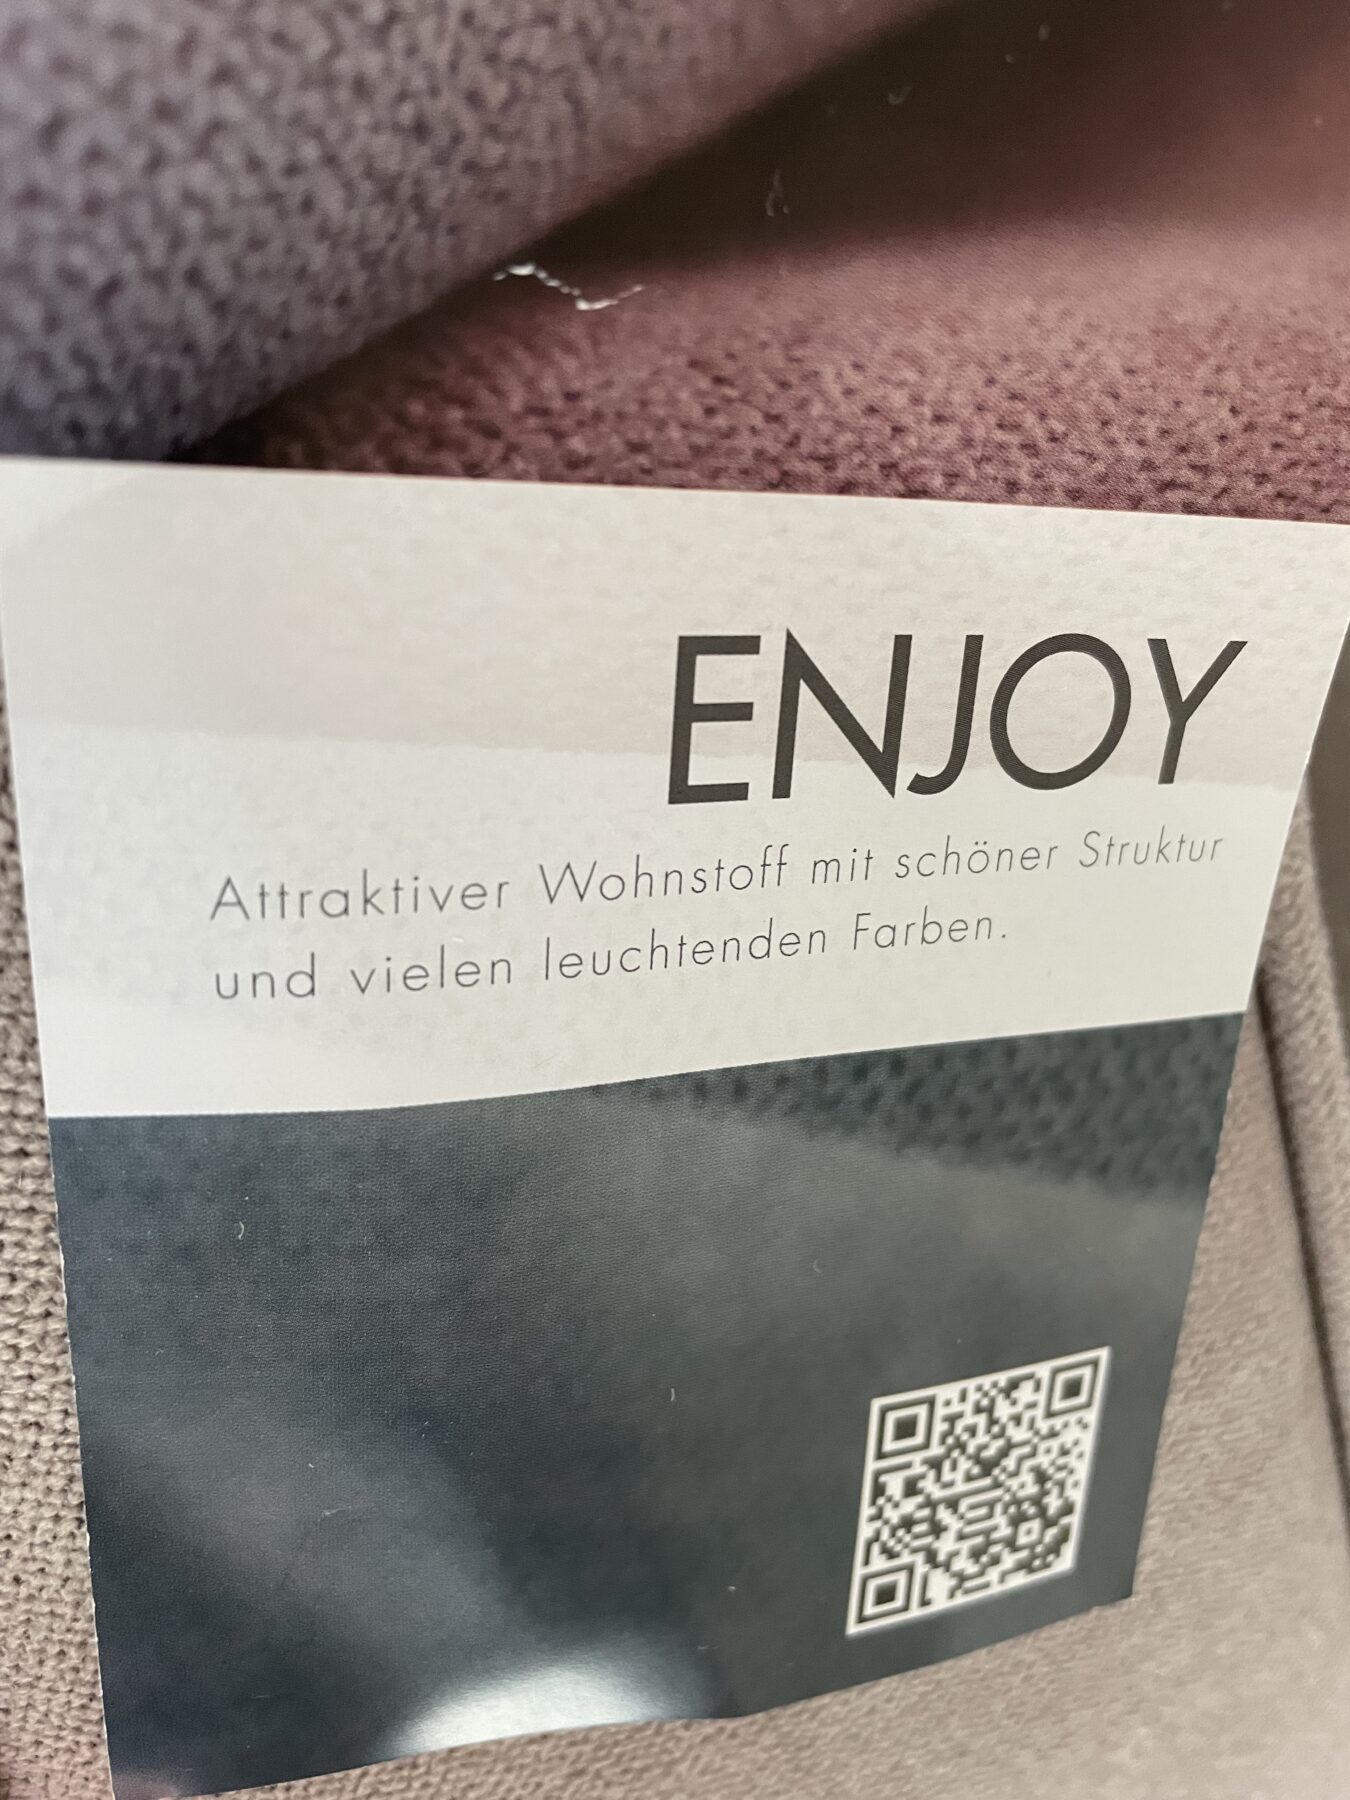 ENJOY
Attraktiver Wohnstoff mit schöner Struktur
und vielen leuchtenden Farben.